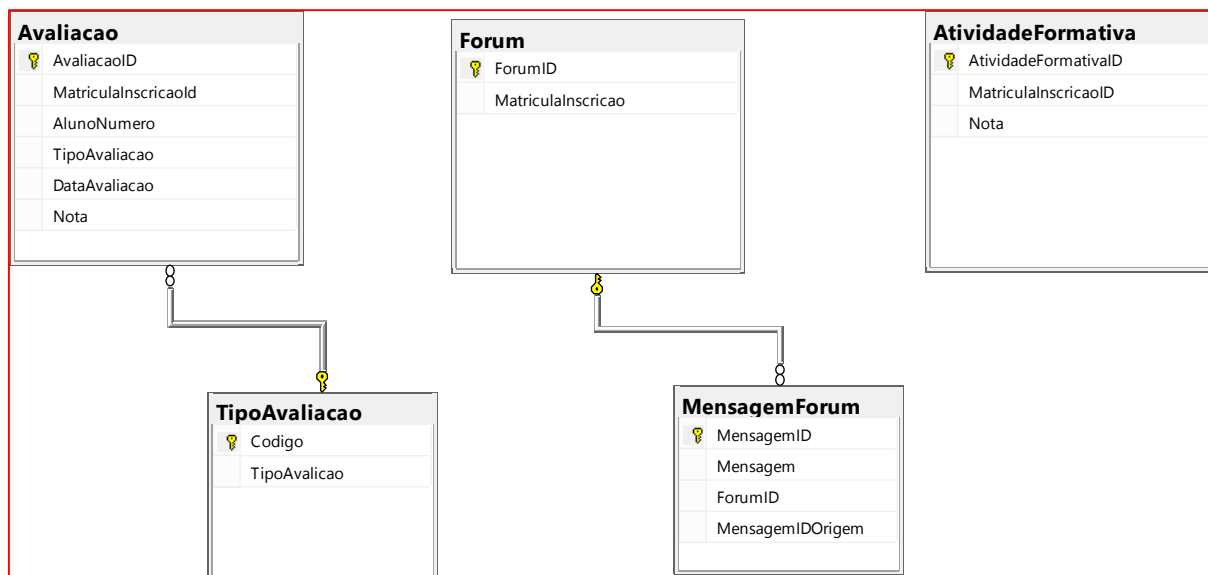 Avaliacao
AvaliacaoID
MatriculaInscricaoId
AlunoNumero
TipoAvaliacao
DataAvaliacao
Nota
Forum
ForumID
MatriculaInscricao
AtividadeFormativa
AtividadeFormativaID
MatriculaInscricaoID
Nota
TipoAvaliacao
Codigo
TipoAvalicao
MensagemForum
MensagemID
Mensagem
ForumID
MensagemIDOrigem